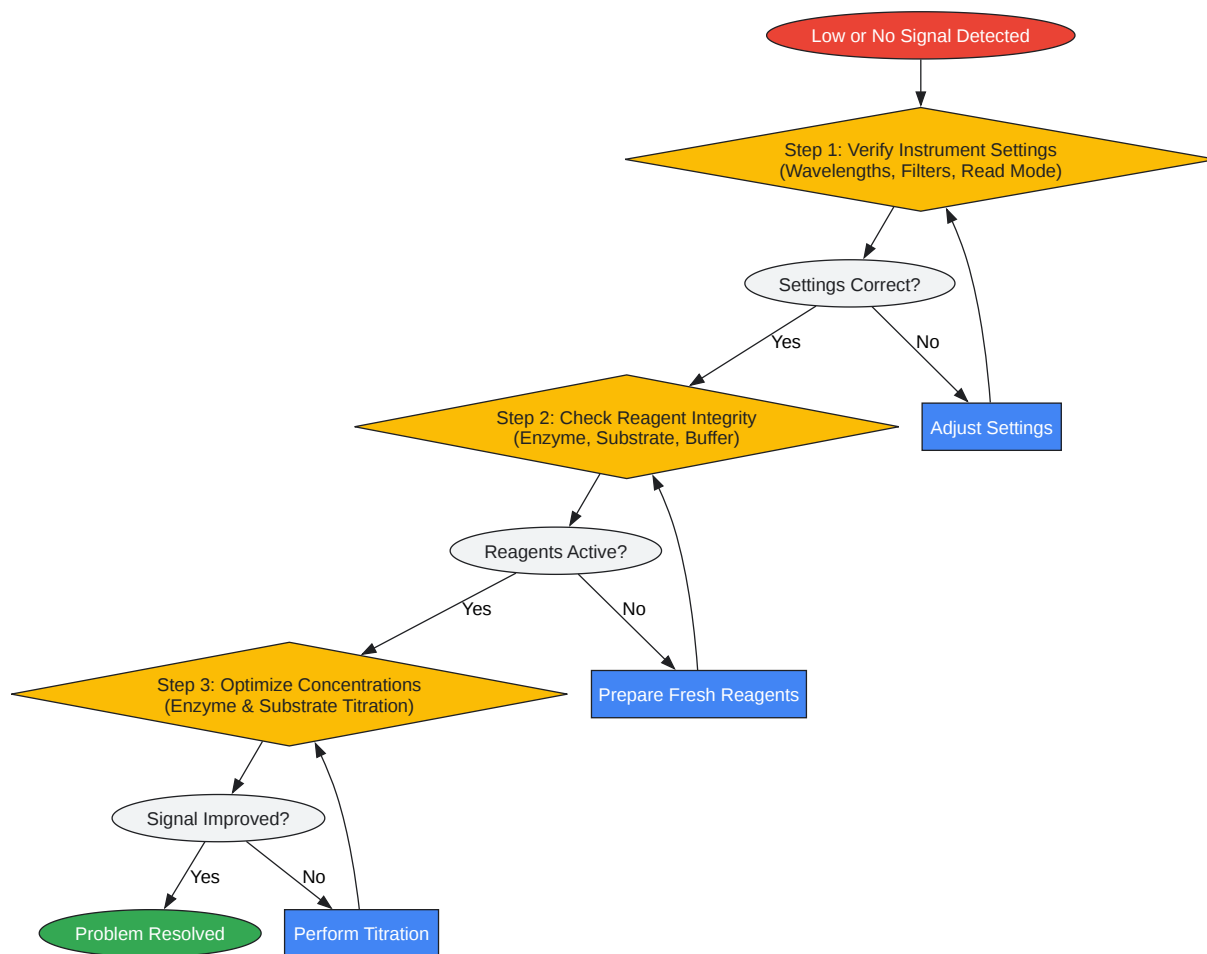 Low or No Signal Detected
Step 1: Verify Instrument Settings
(Wavelengths, Filters, Read Mode)
Settings Correct?
Yes
No
Step 2: Check Reagent Integrity
(Enzyme, Substrate, Buffer)
Adjust Settings
Reagents Active?
Yes
No
Step 3: Optimize Concentrations
(Enzyme & Substrate Titration)
Prepare Fresh Reagents
Signal Improved?
Yes
No
Problem Resolved
Perform Titration